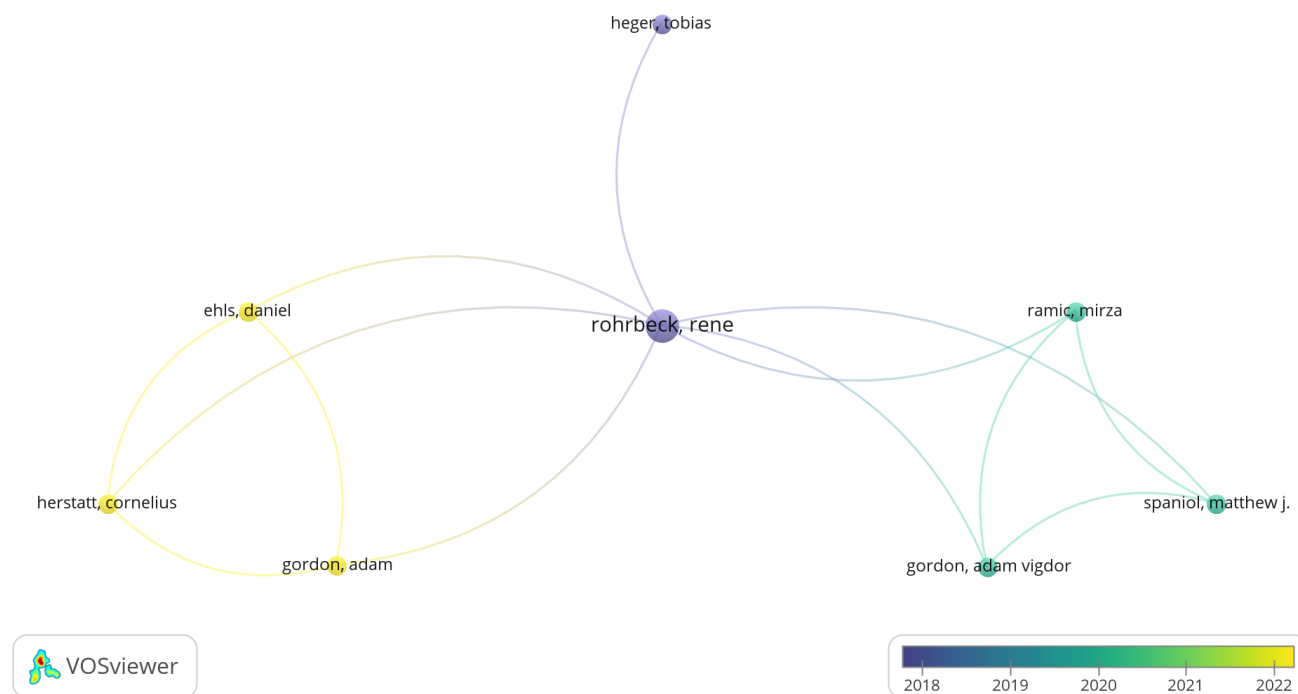 heger, tobias
ehls, daniel
ramic, mirza
rohrbeck, rene
herstatt, cornelius
spaniol, matthew j.
gordon, adam
gordon, adam vigdor
VOSviewer
2018 2019 2020 2021 2022